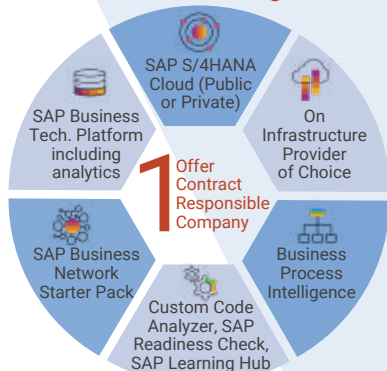 SAP S/4HANA
Cloud (Public
or Private)
On
Infrastructure
Provider
of Choice
Business
Process
Intelligence
Custom Code
Analyzer, SAP
Readiness Check,
SAP Learning Hub
SAP Business
Network
Starter Pack
SAP Business
Tech. Platform
including
analytics
1
Offer
Contract
Responsible
Company